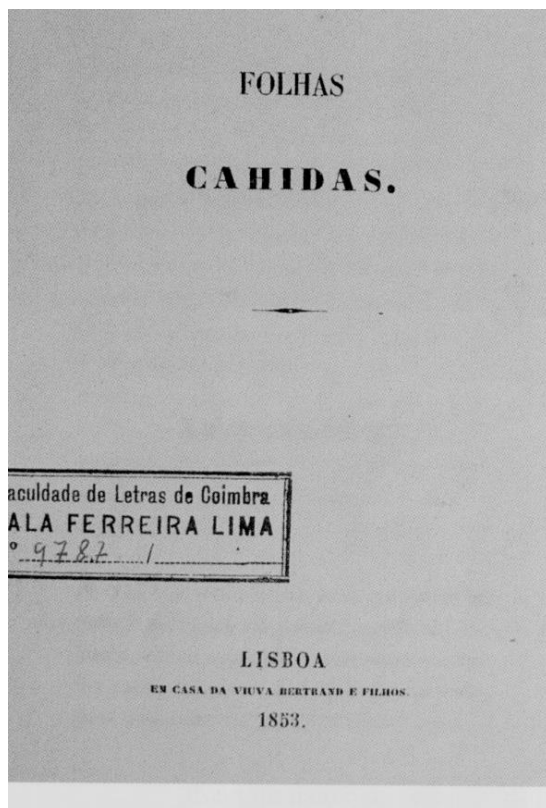 FOLHAS
CAHIDAS.
aculdade de Letras de Coimbra
ALA FERREIRA LIMA
º 9787 1
LISBOA
EM CASA DA VIUVA BERTRAND E FILHOS.
1853.